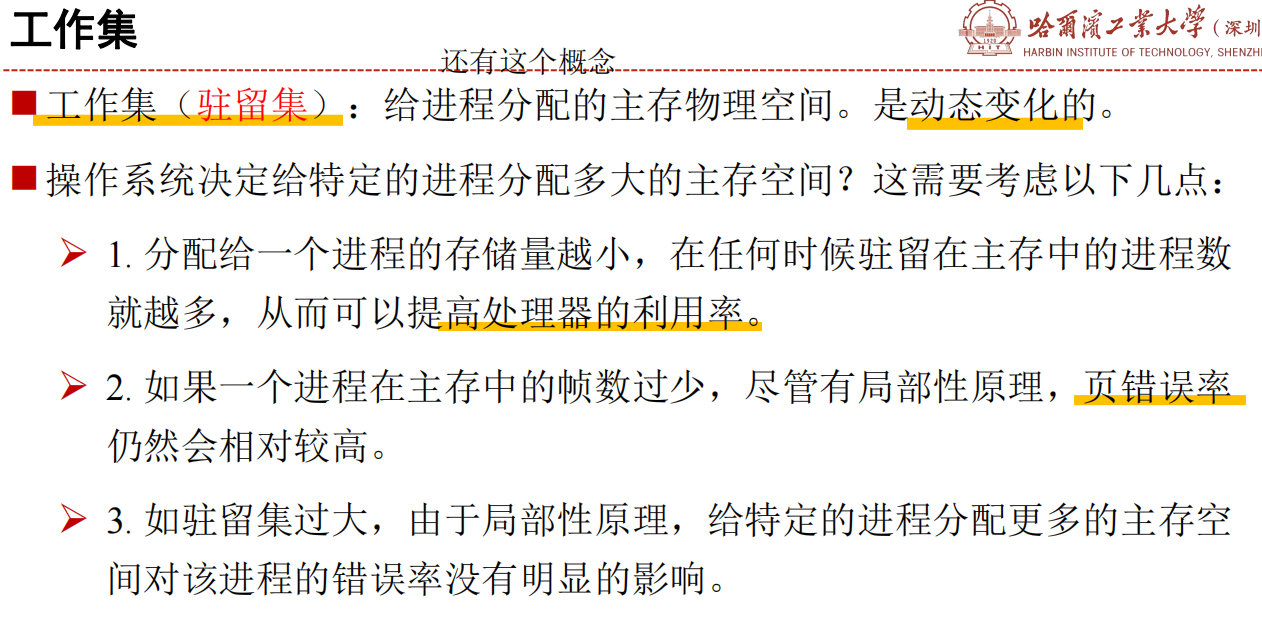 工作集
哈爾濱工業大學（深圳
HARBIN INSTITUTE OF TECHNOLOGY, SHENZHE
还有这个概念
工作集（驻留集）：给进程分配的主存物理空间。是动态变化的。
操作系统决定给特定的进程分配多大的主存空间？这需要考虑以下几点：
1. 分配给一个进程的存储量越小，在任何时候驻留在主存中的进程数
就越多，从而可以提高处理器的利用率。
2. 如果一个进程在主存中的帧数过少，尽管有局部性原理，页错误率
仍然会相对较高。
3. 如驻留集过大，由于局部性原理，给特定的进程分配更多的主存空
间对该进程的错误率没有明显的影响。